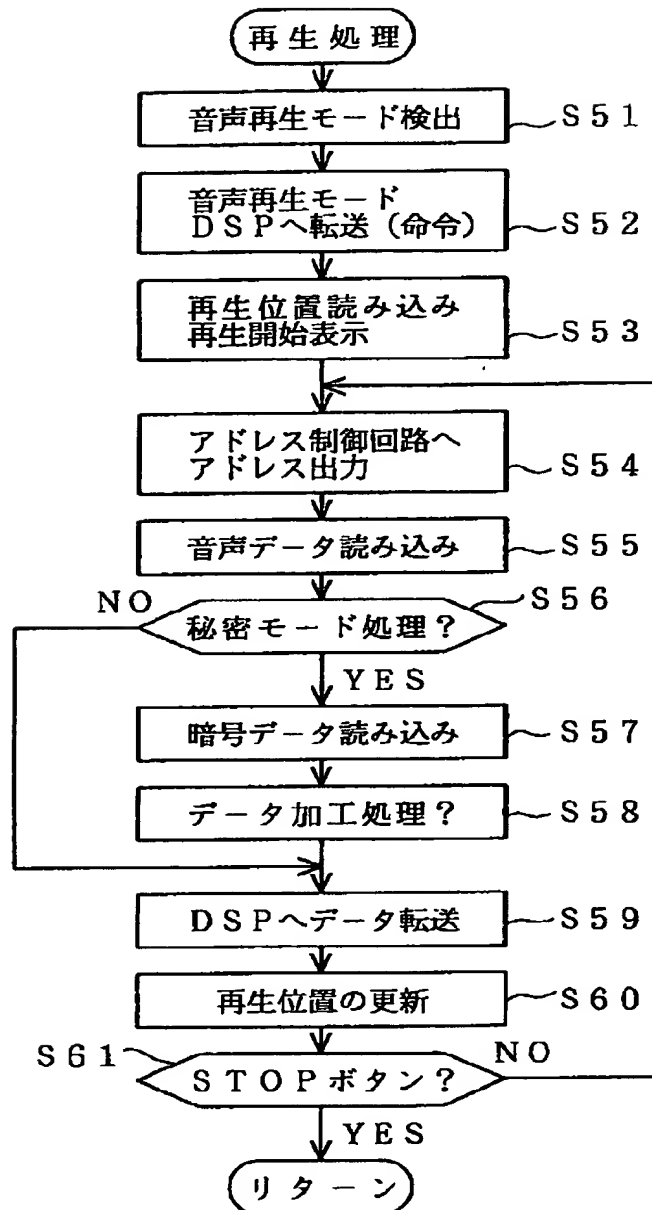 再生処理
音声再生モード検出
S51
音声再生モード
DSPへ転送（命令）
S52
再生位置読み込み
再生開始表示
S53
アドレス制御回路へ
アドレス出力
S54
音声データ読み込み
S55
NO
S56
秘密モード処理？
YES
暗号データ読み込み
S57
データ加工処理？
S58
DSPへデータ転送
S59
再生位置の更新
S60
S61
NO
STOPボタン？
YES
リターン